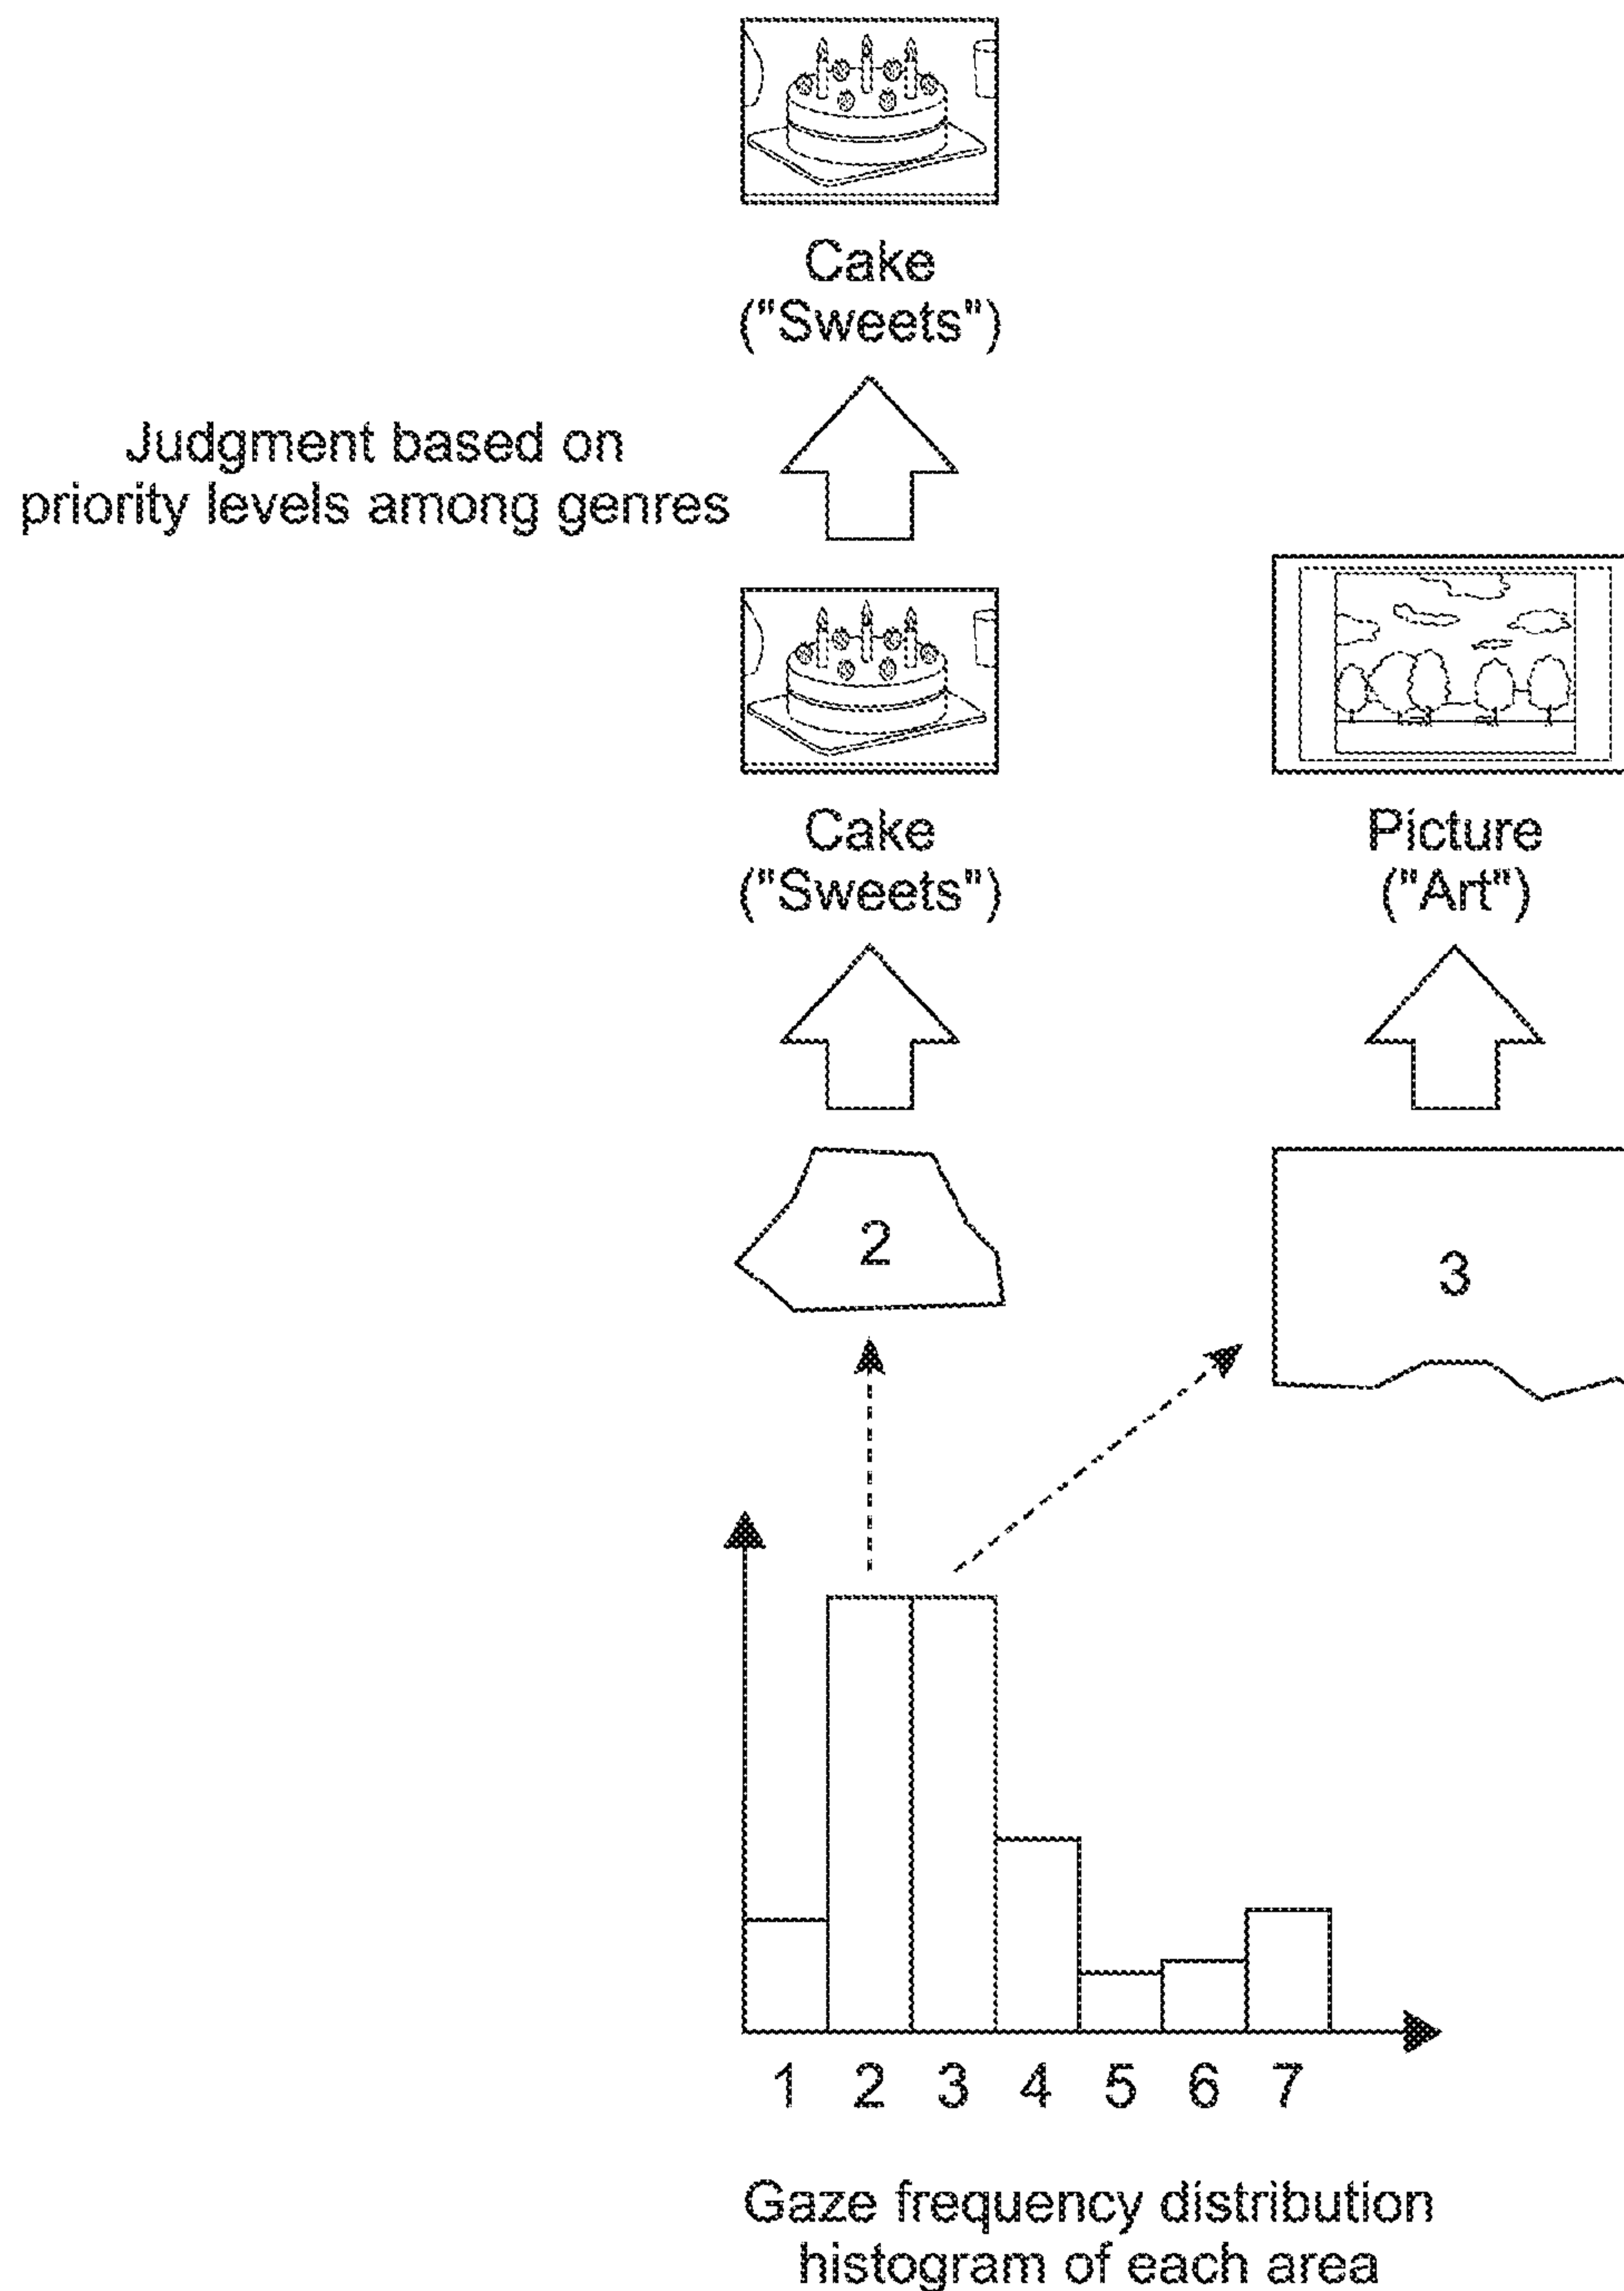 Cake
("Sweets")
Judgment based on
priority levels among genres
Cake
("Sweets")
Picture
("Art")
2
3
1 2 3 4 5 6 7
Gaze frequency distribution
histogram of each area